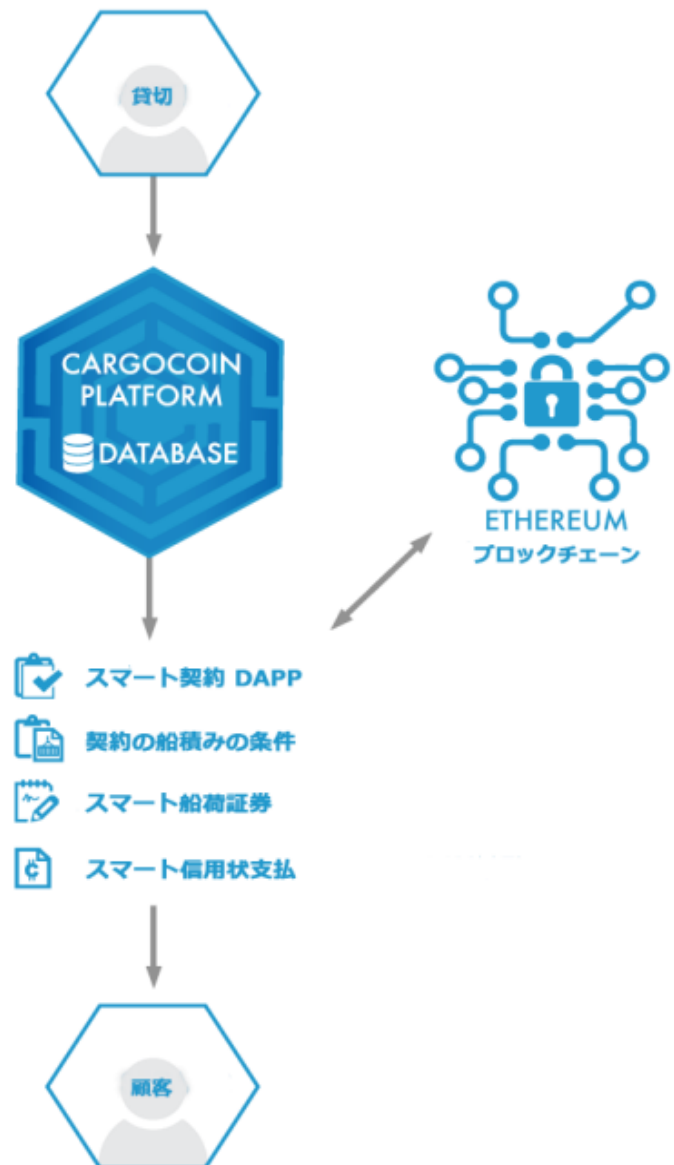 貸切
CARGOCOIN
PLATFORM
DATABASE
ETHEREUM
ブロックチェーン
スマート契約 DAPP
契約の船積みの条件
スマート船荷証券
スマート信用状支払
顧客